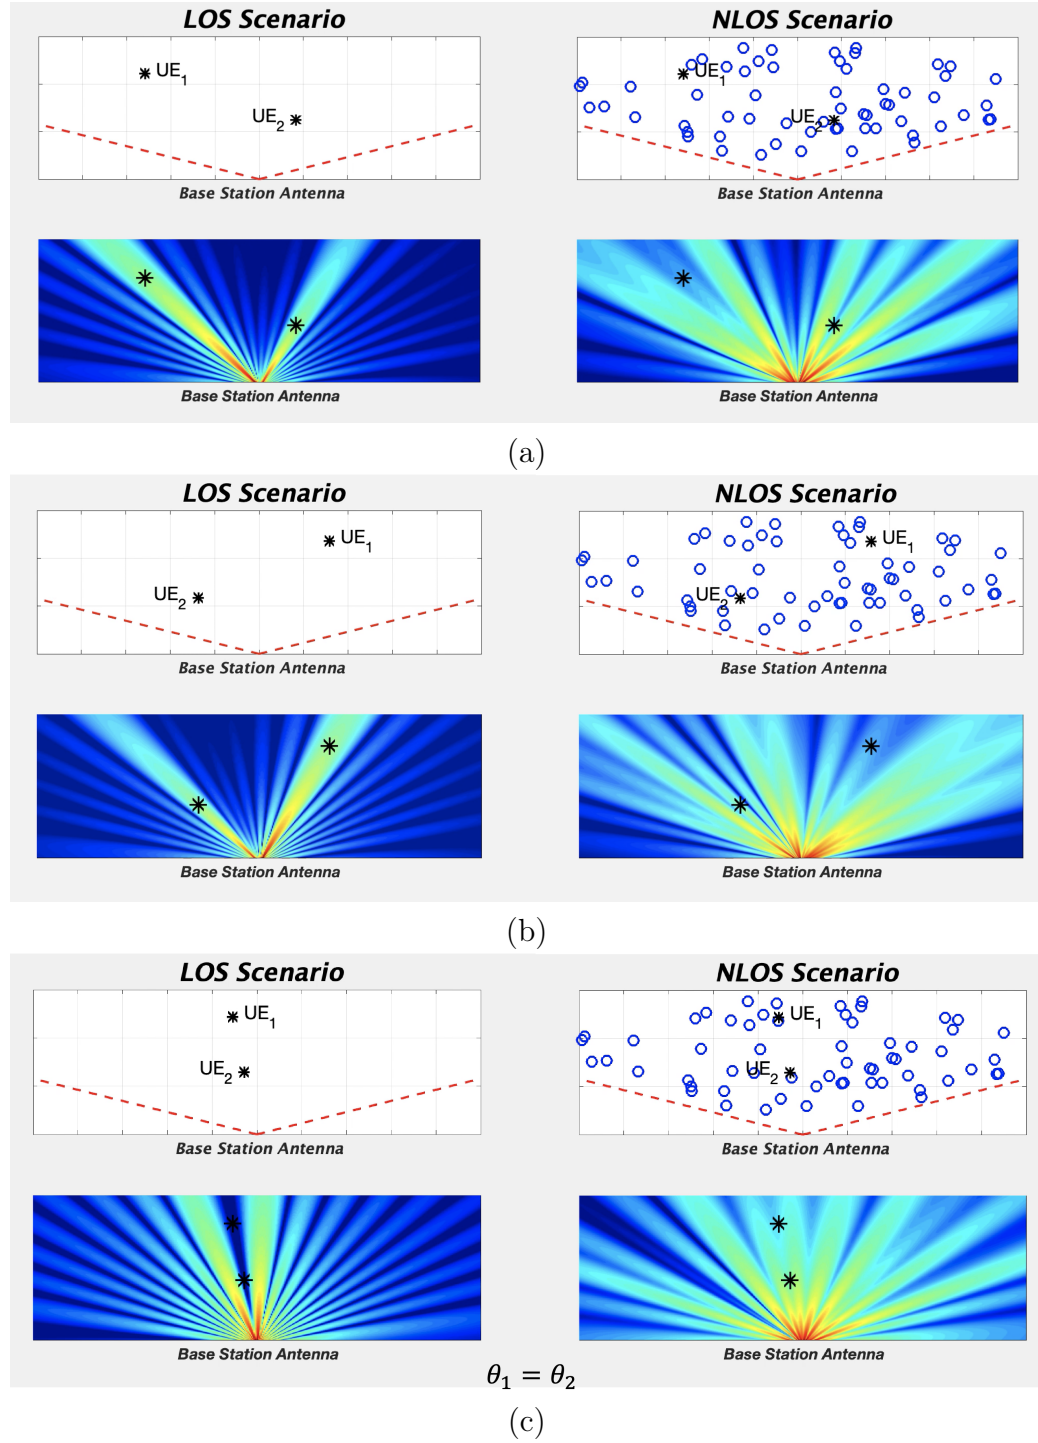 LOS Scenario
NLOS Scenario
UE1
UE2
UE1
UE2
Base Station Antenna
Base Station Antenna
Base Station Antenna
Base Station Antenna
(a)
LOS Scenario
NLOS Scenario
UE1
UE2
UE1
UE2
Base Station Antenna
Base Station Antenna
Base Station Antenna
Base Station Antenna
(b)
LOS Scenario
NLOS Scenario
UE1
UE2
UE1
UE2
Base Station Antenna
Base Station Antenna
Base Station Antenna
Base Station Antenna
θ1 = θ2
(c)